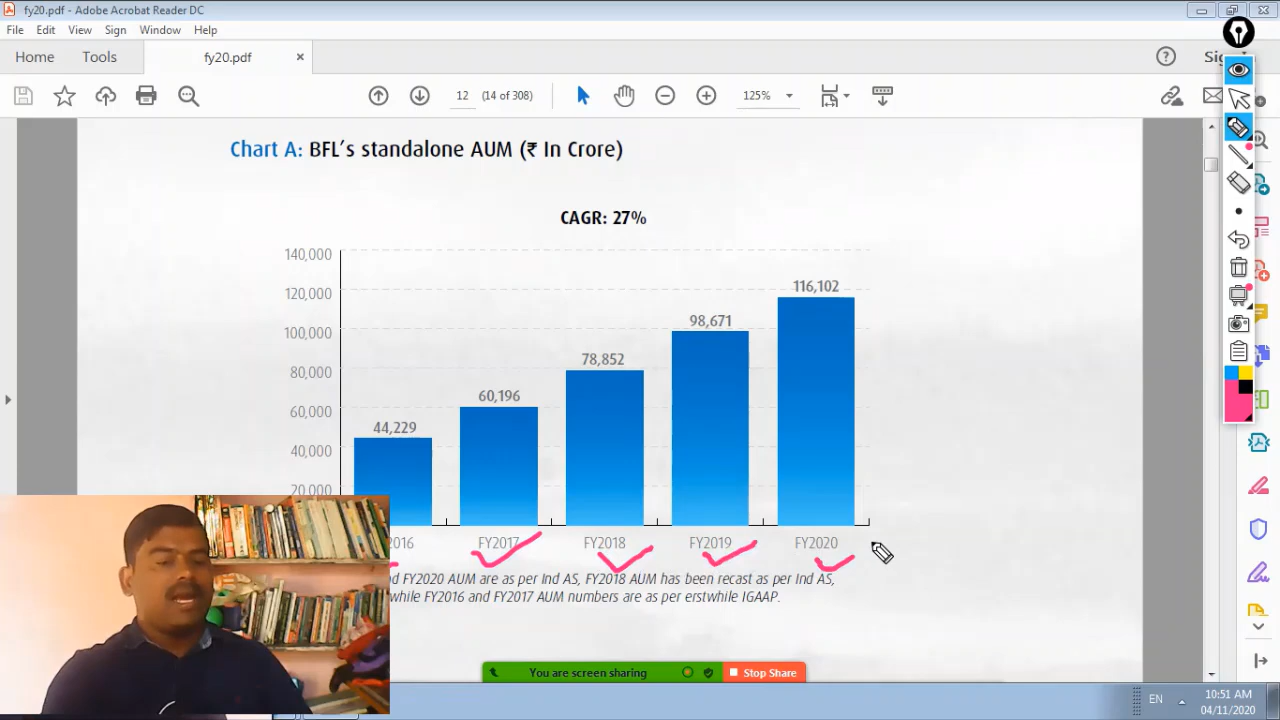 fy20.pdf - Adobe Acrobat Reader DC
File Edit View Sign Window Help
Home Tools fy20.pdf ×
12 (14 of 308) 125%
Chart A: BFL's standalone AUM (₹ In Crore)
CAGR: 27%
140,000
120,000
100,000
80,000
60,000
40,000
20,000
44,229
60,196
78,852
98,671
116,102
2016 FY2017 FY2018 FY2019 FY2020
FY2020 AUM are as per Ind AS, FY2018 AUM has been recast as per Ind AS,
while FY2016 and FY2017 AUM numbers are as per erstwhile IGAAP.
You are screen sharing Stop Share
EN 10:51 AM
04/11/2020